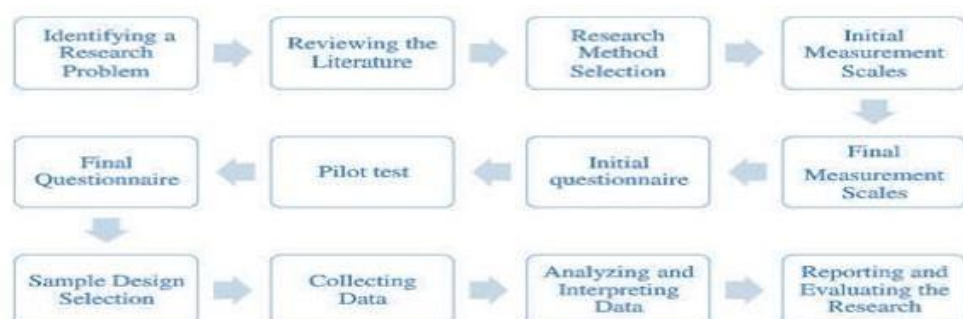 Identifying a
Research
Problem
Reviewing the
Literature
Research
Method
Selection
Initial
Measurement
Scales
Final
Measurement
Scales
Initial
questionnaire
Pilot test
Final
Questionnaire
Sample Design
Selection
Collecting
Data
Analyzing and
Interpreting
Data
Reporting and
Evaluating the
Research